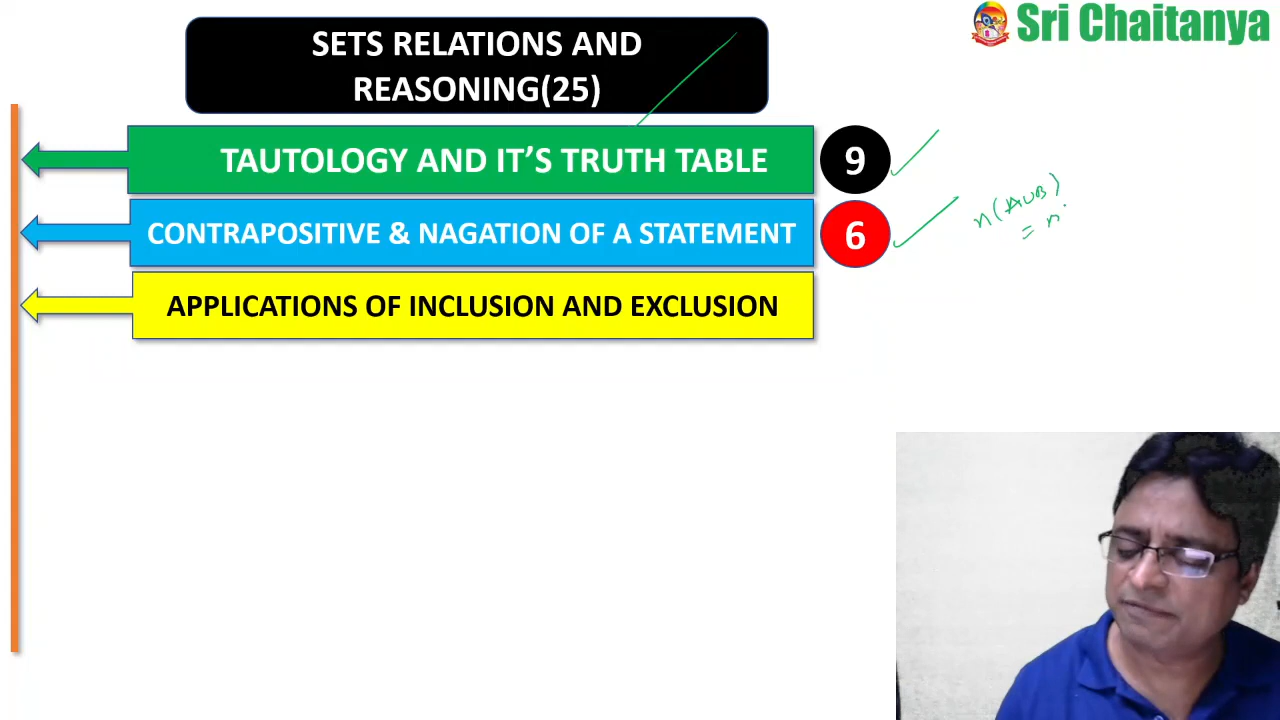 Sri Chaitanya
SETS RELATIONS AND
REASONING(25)
TAUTOLOGY AND IT’S TRUTH TABLE
9
CONTRAPOSITIVE & NAGATION OF A STATEMENT
6
n(AUB)
= n
APPLICATIONS OF INCLUSION AND EXCLUSION